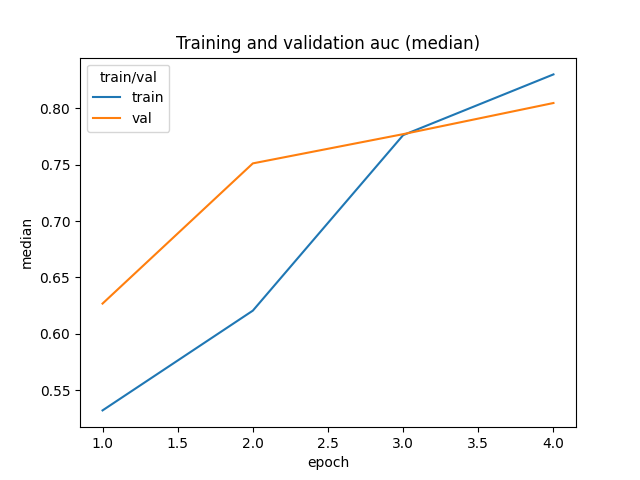 Training and validation auc (median)
train/val
train
val
0.80
0.75
0.70
0.65
0.60
0.55
median
1.0
1.5
2.0
2.5
3.0
3.5
4.0
epoch